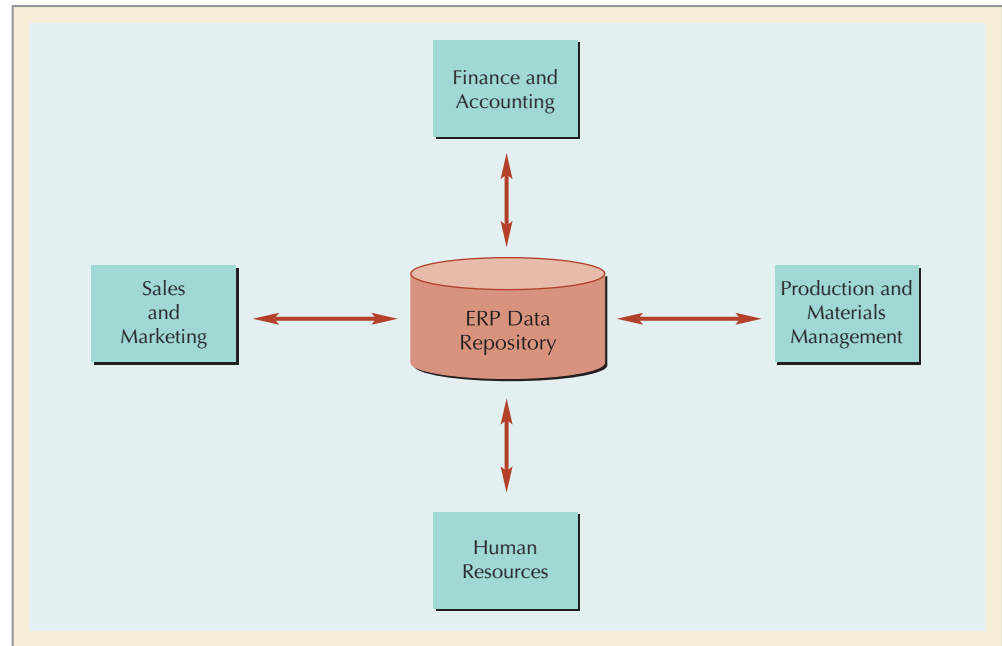 Finance and
Accounting
Sales
and
Marketing
ERP Data
Repository
Production and
Materials
Management
Human
Resources